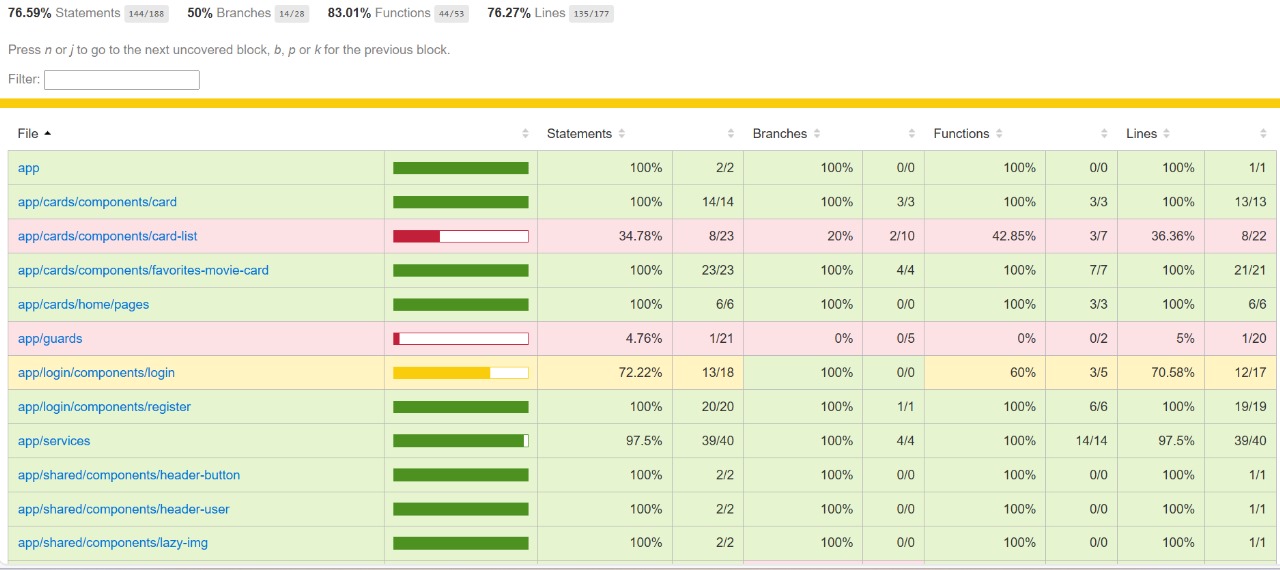 76.59% Statements 144/188 50% Branches 14/28 83.01% Functions 44/53 76.27% Lines 135/177
Press n or j to go to the next uncovered block, b, p or k for the previous block.
Filter:
File Statements Branches Functions Lines
app 100% 2/2 100% 0/0 100% 0/0 100% 1/1
app/cards/components/card 100% 14/14 100% 3/3 100% 3/3 100% 13/13
app/cards/components/card-list 34.78% 8/23 20% 2/10 42.85% 3/7 36.36% 8/22
app/cards/components/favorites-movie-card 100% 23/23 100% 4/4 100% 7/7 100% 21/21
app/cards/home/pages 100% 6/6 100% 0/0 100% 3/3 100% 6/6
app/guards 4.76% 1/21 0% 0/5 0% 0/2 5% 1/20
app/login/components/login 72.22% 13/18 100% 0/0 60% 3/5 70.58% 12/17
app/login/components/register 100% 20/20 100% 1/1 100% 6/6 100% 19/19
app/services 97.5% 39/40 100% 4/4 100% 14/14 97.5% 39/40
app/shared/components/header-button 100% 2/2 100% 0/0 100% 0/0 100% 1/1
app/shared/components/header-user 100% 2/2 100% 0/0 100% 0/0 100% 1/1
app/shared/components/lazy-img 100% 2/2 100% 0/0 100% 0/0 100% 1/1